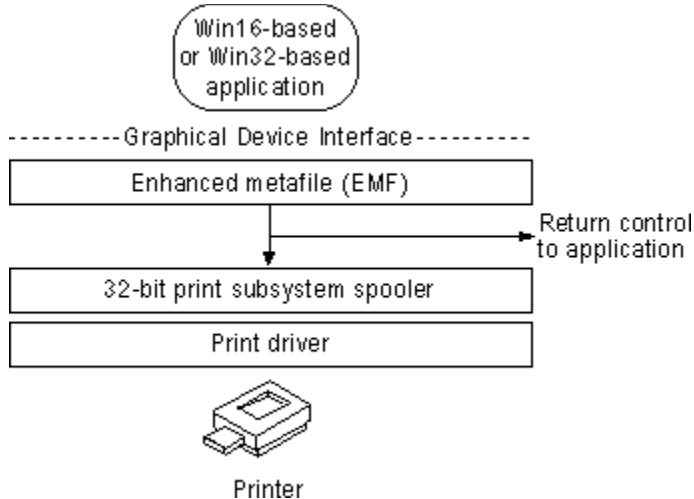 Win16-based
or Win32-based
application
Graphical Device Interface
Enhanced metafile (EMF)
Return control
to application
32-bit print subsystem spooler
Print driver
Printer